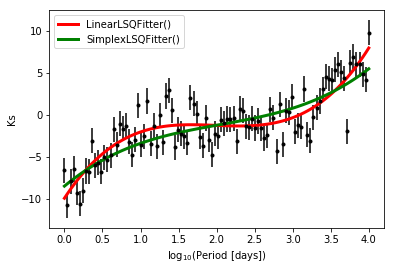 LinearLSQFitter()
SimplexLSQFitter()
10
5
0
−5
−10
Ks
0.0 0.5 1.0 1.5 2.0 2.5 3.0 3.5 4.0
log₁₀(Period [days])